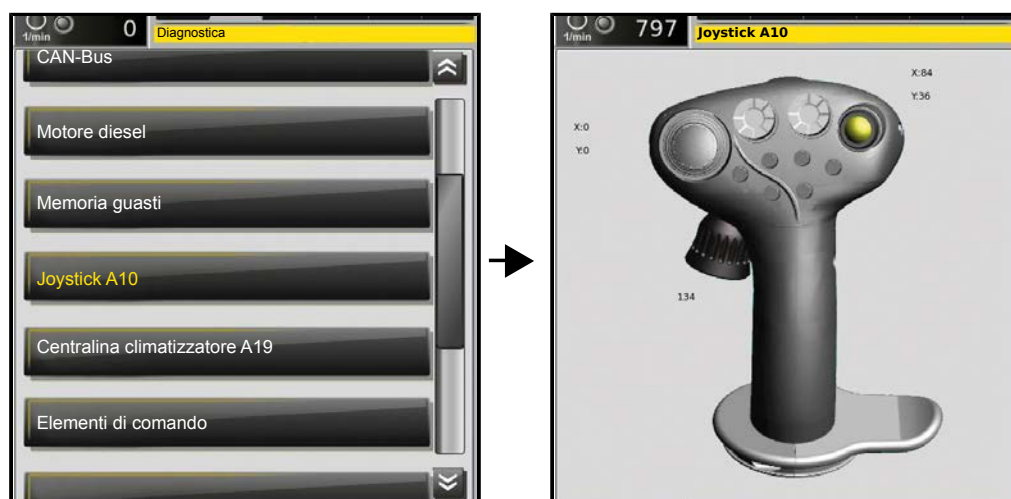 1/min 0 Diagnostica
CAN-Bus
Motore diesel
Memoria guasti
Joystick A10
Centralina climatizzatore A19
Elementi di comando
1/min 797 Joystick A10
X:84
Y:36
X:0
Y:0
134